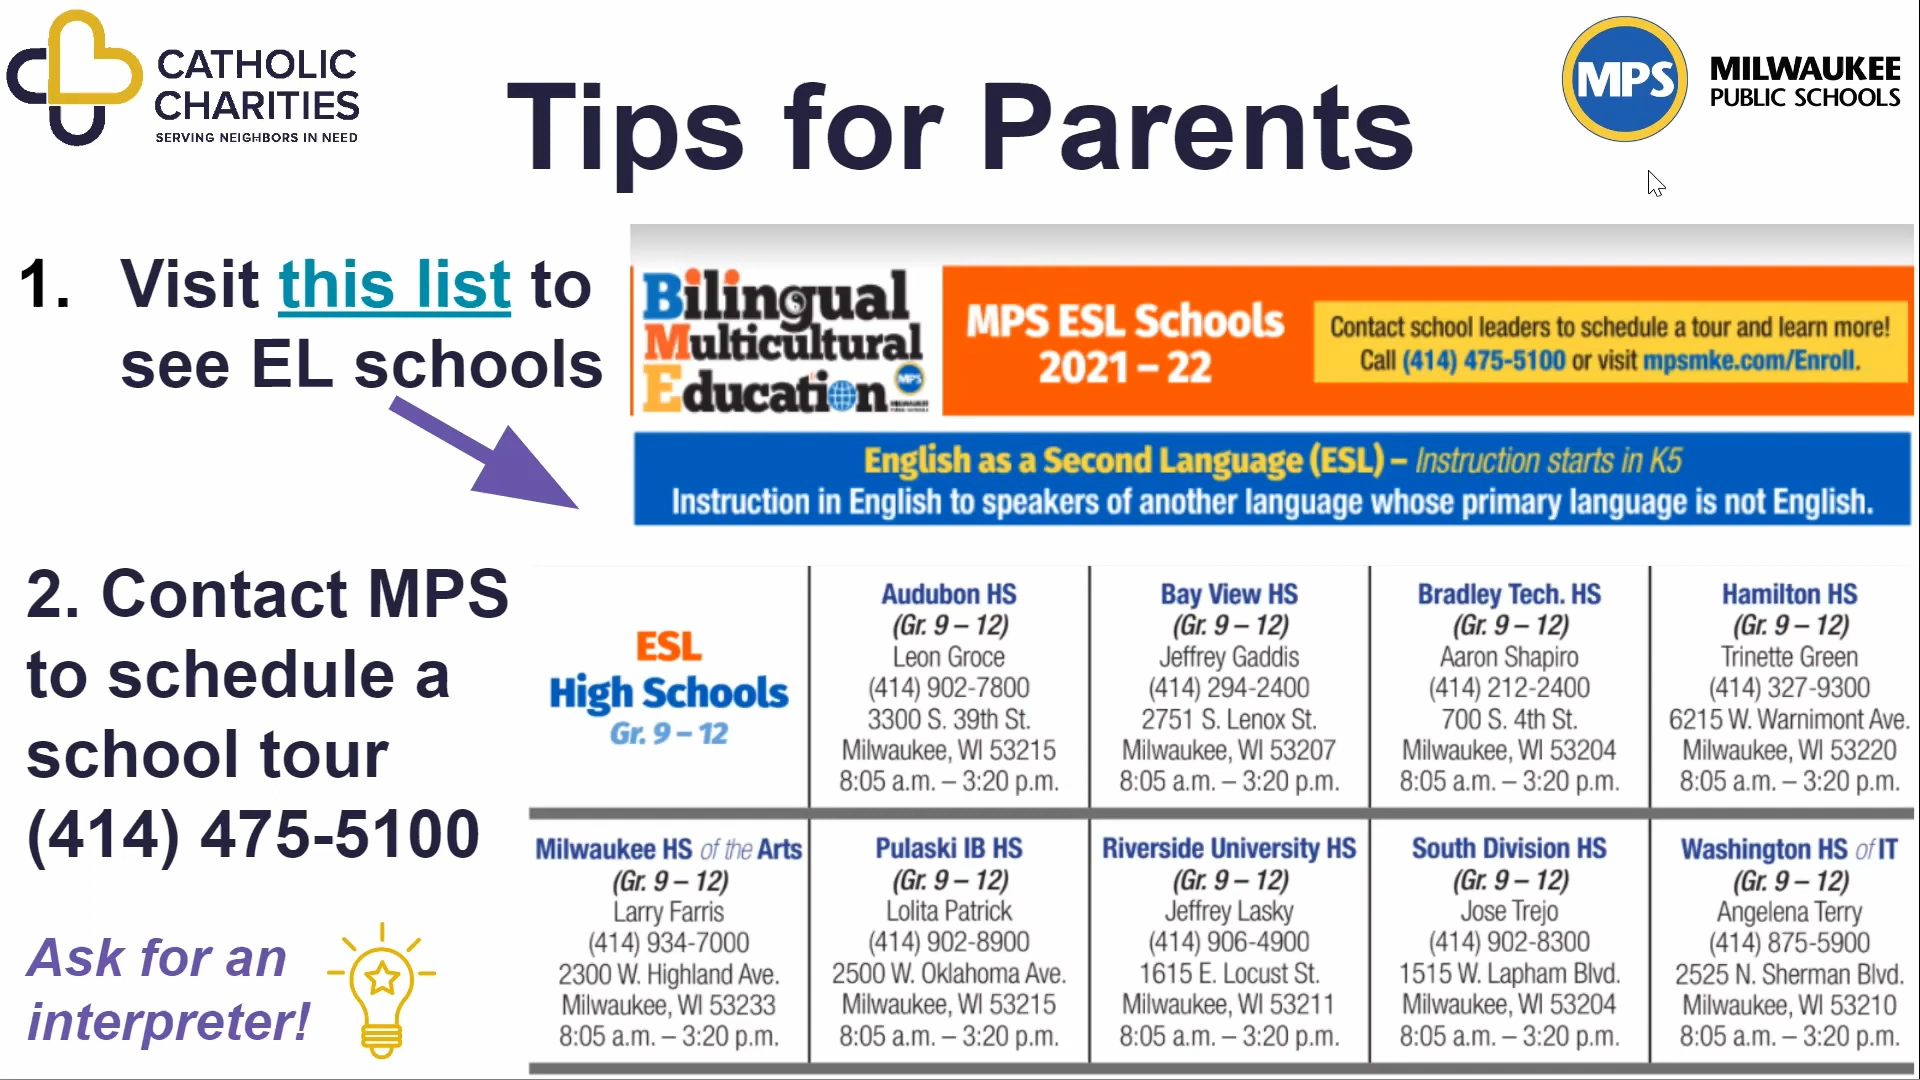 CATHOLIC
CHARITIES
SERVING NEIGHBORS IN NEED
Tips for Parents
MPS
MILWAUKEE
PUBLIC SCHOOLS
1. Visit this list to
see EL schools
Bilingual
Multicultural
Education
MPS
MPS ESL Schools
2021 – 22
Contact school leaders to schedule a tour and learn more!
Call (414) 475-5100 or visit mpsmke.com/Enroll.
English as a Second Language (ESL) – Instruction starts in K5
Instruction in English to speakers of another language whose primary language is not English.
2. Contact MPS
to schedule a
school tour
(414) 475-5100
Ask for an
interpreter!
ESL
High Schools
Gr. 9 – 12
Audubon HS
(Gr. 9 – 12)
Leon Groce
(414) 902-7800
3300 S. 39th St.
Milwaukee, WI 53215
8:05 a.m. – 3:20 p.m.
Bay View HS
(Gr. 9 – 12)
Jeffrey Gaddis
(414) 294-2400
2751 S. Lenox St.
Milwaukee, WI 53207
8:05 a.m. – 3:20 p.m.
Bradley Tech. HS
(Gr. 9 – 12)
Aaron Shapiro
(414) 212-2400
700 S. 4th St.
Milwaukee, WI 53204
8:05 a.m. – 3:20 p.m.
Hamilton HS
(Gr. 9 – 12)
Trinette Green
(414) 327-9300
6215 W. Warnimont Ave.
Milwaukee, WI 53220
8:05 a.m. – 3:20 p.m.
Milwaukee HS of the Arts
(Gr. 9 – 12)
Larry Farris
(414) 934-7000
2300 W. Highland Ave.
Milwaukee, WI 53233
8:05 a.m. – 3:20 p.m.
Pulaski IB HS
(Gr. 9 – 12)
Lolita Patrick
(414) 902-8900
2500 W. Oklahoma Ave.
Milwaukee, WI 53215
8:05 a.m. – 3:20 p.m.
Riverside University HS
(Gr. 9 – 12)
Jeffrey Lasky
(414) 906-4900
1615 E. Locust St.
Milwaukee, WI 53211
8:05 a.m. – 3:20 p.m.
South Division HS
(Gr. 9 – 12)
Jose Trejo
(414) 902-8300
1515 W. Lapham Blvd.
Milwaukee, WI 53204
8:05 a.m. – 3:20 p.m.
Washington HS of IT
(Gr. 9 – 12)
Angelena Terry
(414) 875-5900
2525 N. Sherman Blvd.
Milwaukee, WI 53210
8:05 a.m. – 3:20 p.m.